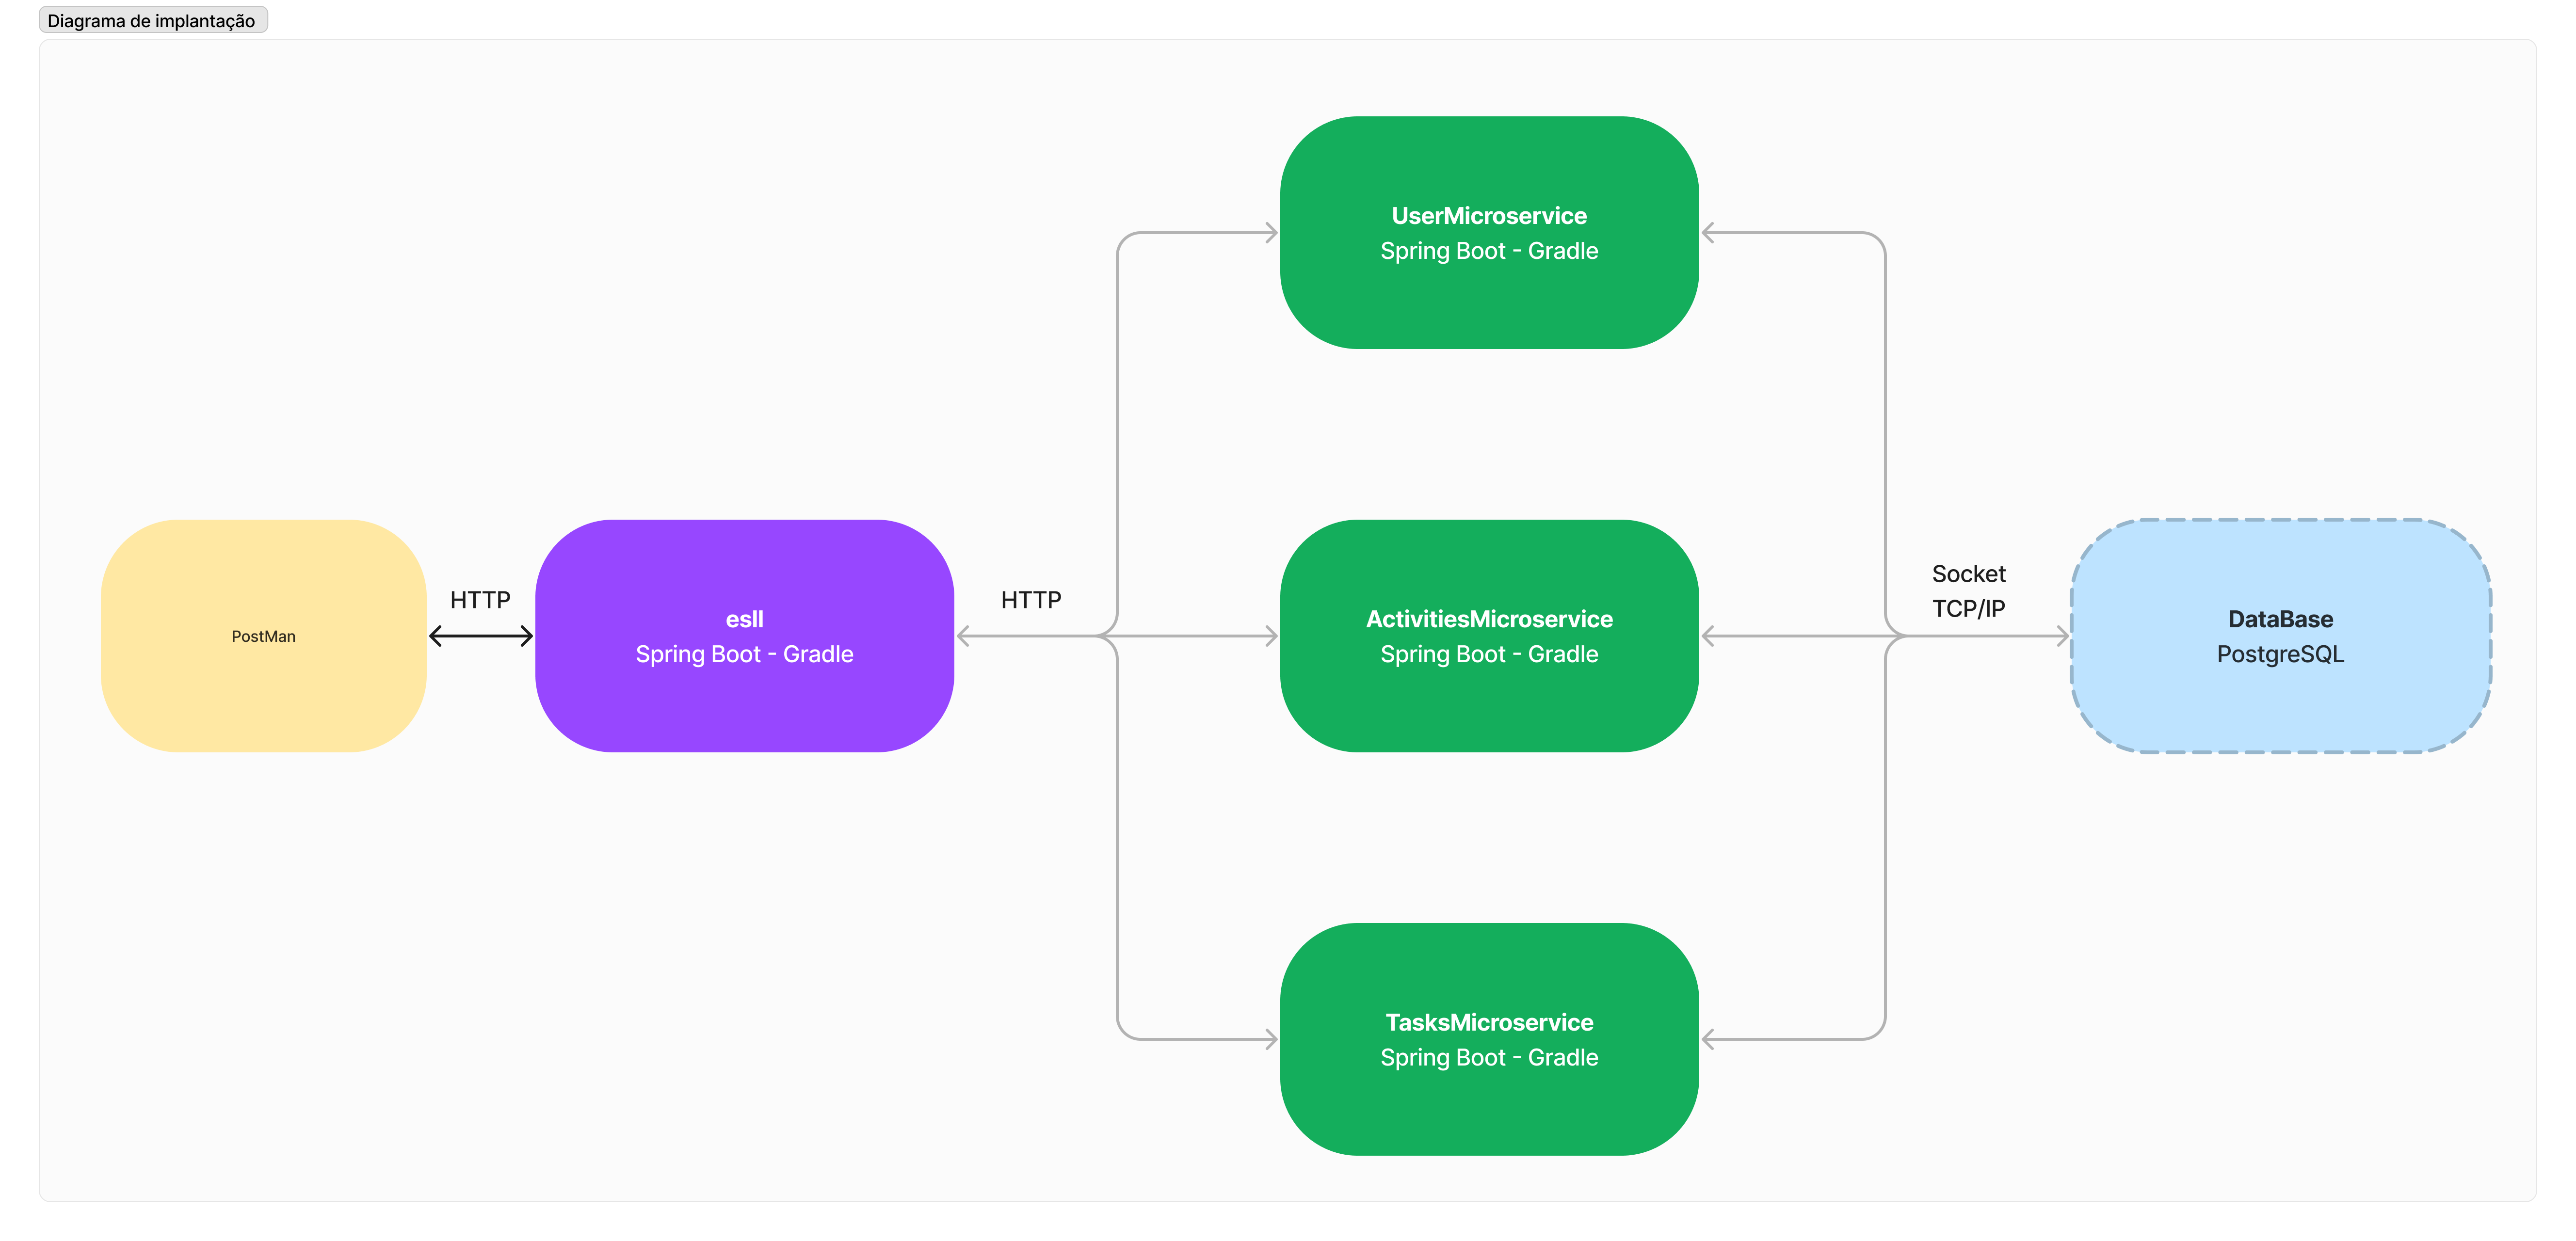 Diagrama de implantação
UserMicroservice
Spring Boot - Gradle
PostMan
HTTP
esll
Spring Boot - Gradle
HTTP
ActivitiesMicroservice
Spring Boot - Gradle
Socket
TCP/IP
DataBase
PostgreSQL
TasksMicroservice
Spring Boot - Gradle